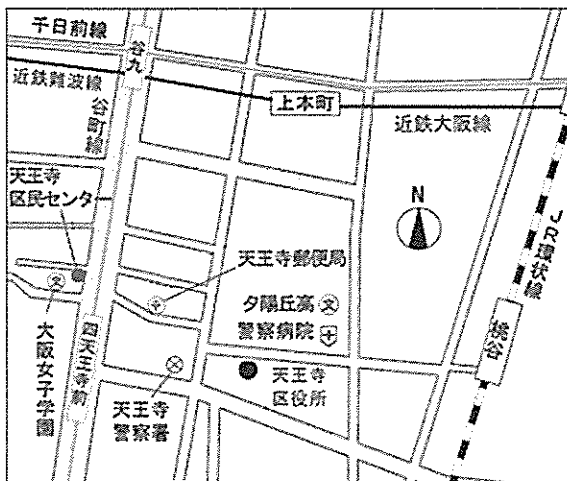 千日前線
谷九
近鉄難波線
上本町
近鉄大阪線
谷町線
天王寺
区民センター
N
JR環状線
天王寺郵便局
夕陽丘高
警察病院
桃谷
大阪女子学園
四天王寺前
天王寺
警察署
天王寺
区役所